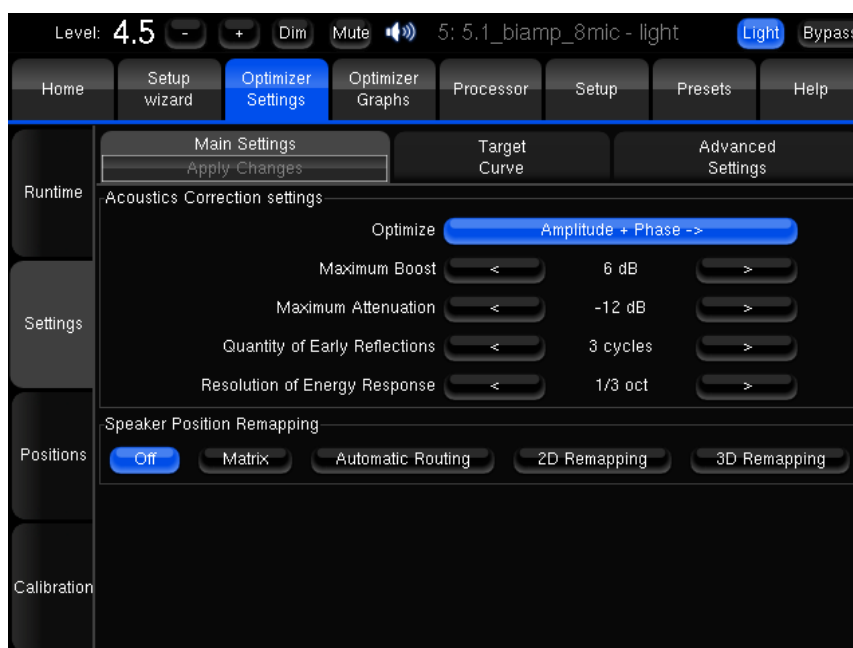 Level: 4.5 - + Dim Mute 5: 5.1_biamp_8mic - light Light Bypass
Home Setup wizard Optimizer Settings Optimizer Graphs Processor Setup Presets Help
Main Settings Target Curve Advanced Settings
Apply Changes
Runtime
Acoustics Correction settings
Optimize Amplitude + Phase ->
Maximum Boost < 6 dB >
Maximum Attenuation < -12 dB >
Settings
Quantity of Early Reflections < 3 cycles >
Resolution of Energy Response < 1/3 oct >
Speaker Position Remapping
Positions
Off Matrix Automatic Routing 2D Remapping 3D Remapping
Calibration